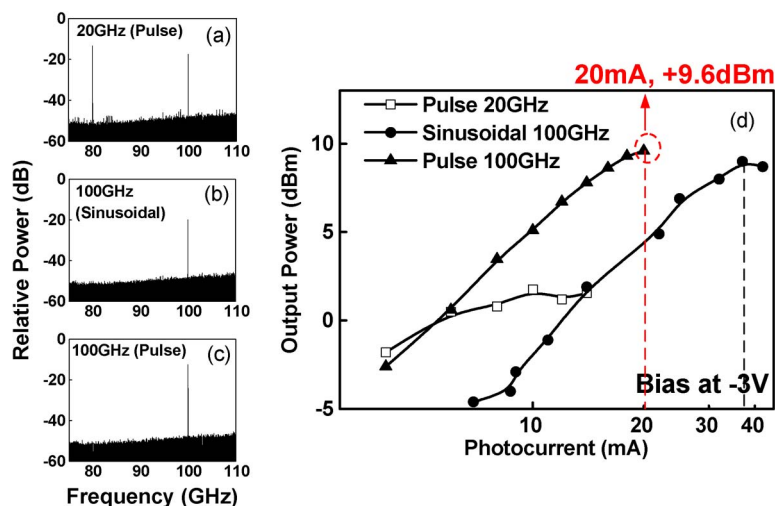 20GHz (Pulse)
(a)
0
-20
-40
-60
80
90
100
110
100GHz
(Sinusoidal)
(b)
0
-20
-40
-60
80
90
100
110
100GHz (Pulse)
(c)
0
-20
-40
-60
80
90
100
110
Relative Power (dB)
Frequency (GHz)
20mA, +9.6dBm
(d)
Pulse 20GHz
Sinusoidal 100GHz
Pulse 100GHz
10
5
0
-5
Output Power (dBm)
Bias at -3V
10
20
30
40
Photocurrent (mA)